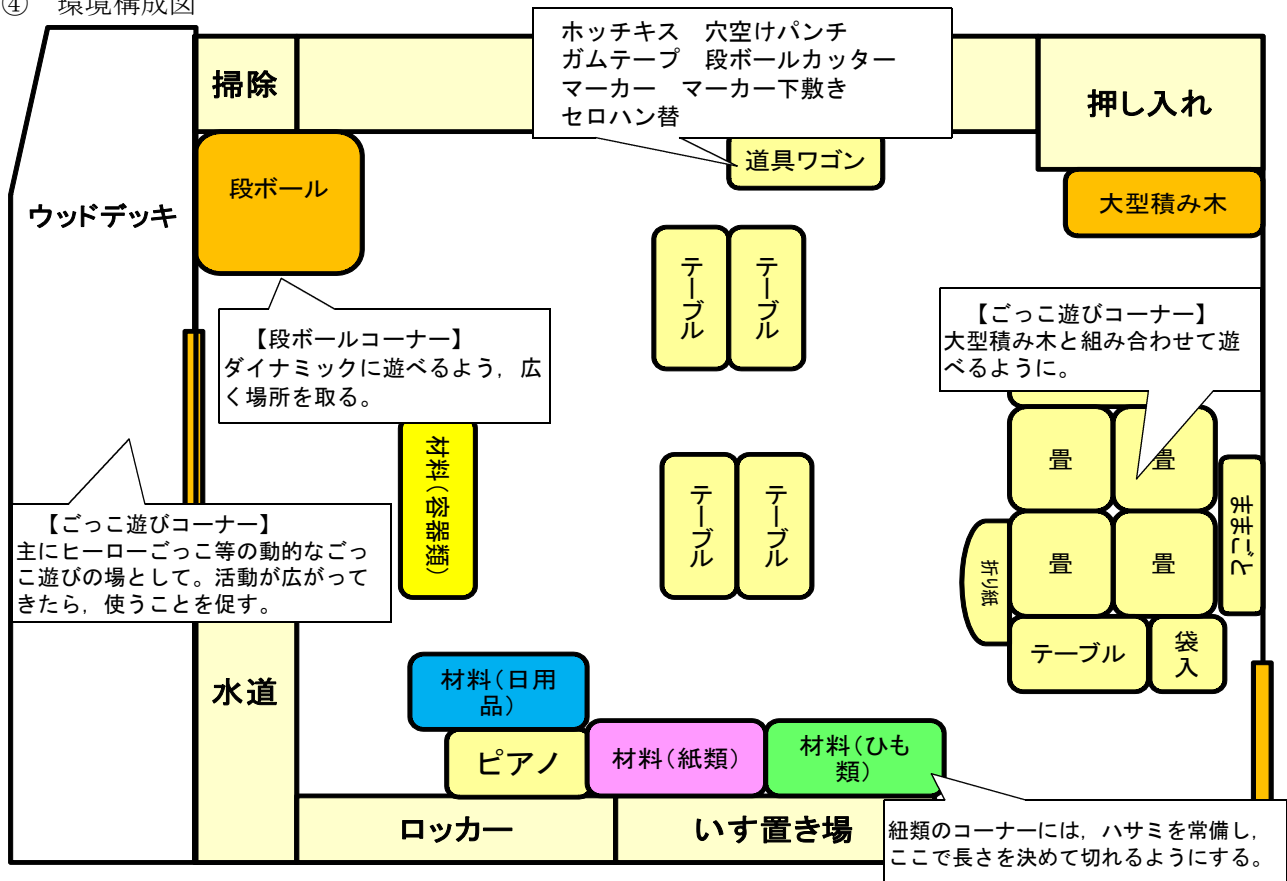 ④　環境構成図
ホッチキス　穴空けパンチ
ガムテープ　段ボールカッター
マーカー　マーカー下敷き
セロハン替
掃除
押し入れ
道具ワゴン
段ボール
大型積み木
ウッドデッキ
テーブル
テーブル
【段ボールコーナー】
ダイナミックに遊べるよう，広
く場所を取る。
【ごっこ遊びコーナー】
大型積み木と組み合わせて遊
べるように。
材料（容器類）
テーブル
テーブル
畳
畳
畳
畳
ままごと
折り紙
【ごっこ遊びコーナー】
主にヒーローごっこ等の動的なごっ
こ遊びの場として。活動が広がって
きたら，使うことを促す。
テーブル
袋
入
水道
材料（日用
品）
ピアノ
材料（紙類）
材料（ひも
類）
ロッカー
いす置き場
紐類のコーナーには，ハサミを常備し，
ここで長さを決めて切れるようにする。